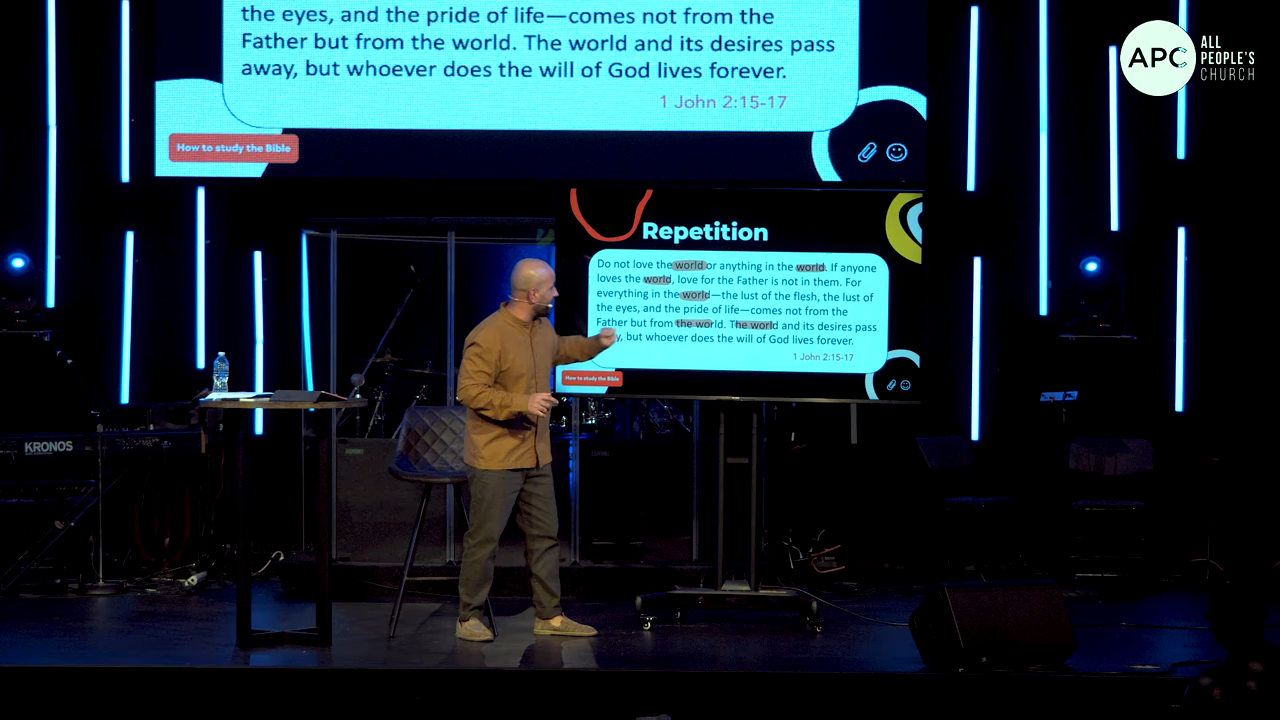 the eyes, and the pride of life—comes not from the
Father but from the world. The world and its desires pass
away, but whoever does the will of God lives forever.
1 John 2:15-17
How to study the Bible
APC
ALL
PEOPLE'S
CHURCH
Repetition
Do not love the world or anything in the world. If anyone
loves the world, love for the Father is not in them. For
everything in the world—the lust of the flesh, the lust of
the eyes, and the pride of life—comes not from the
Father but from the world. The world and its desires pass
y, but whoever does the will of God lives forever.
1 John 2:15-17
How to study the Bible
KRONOS